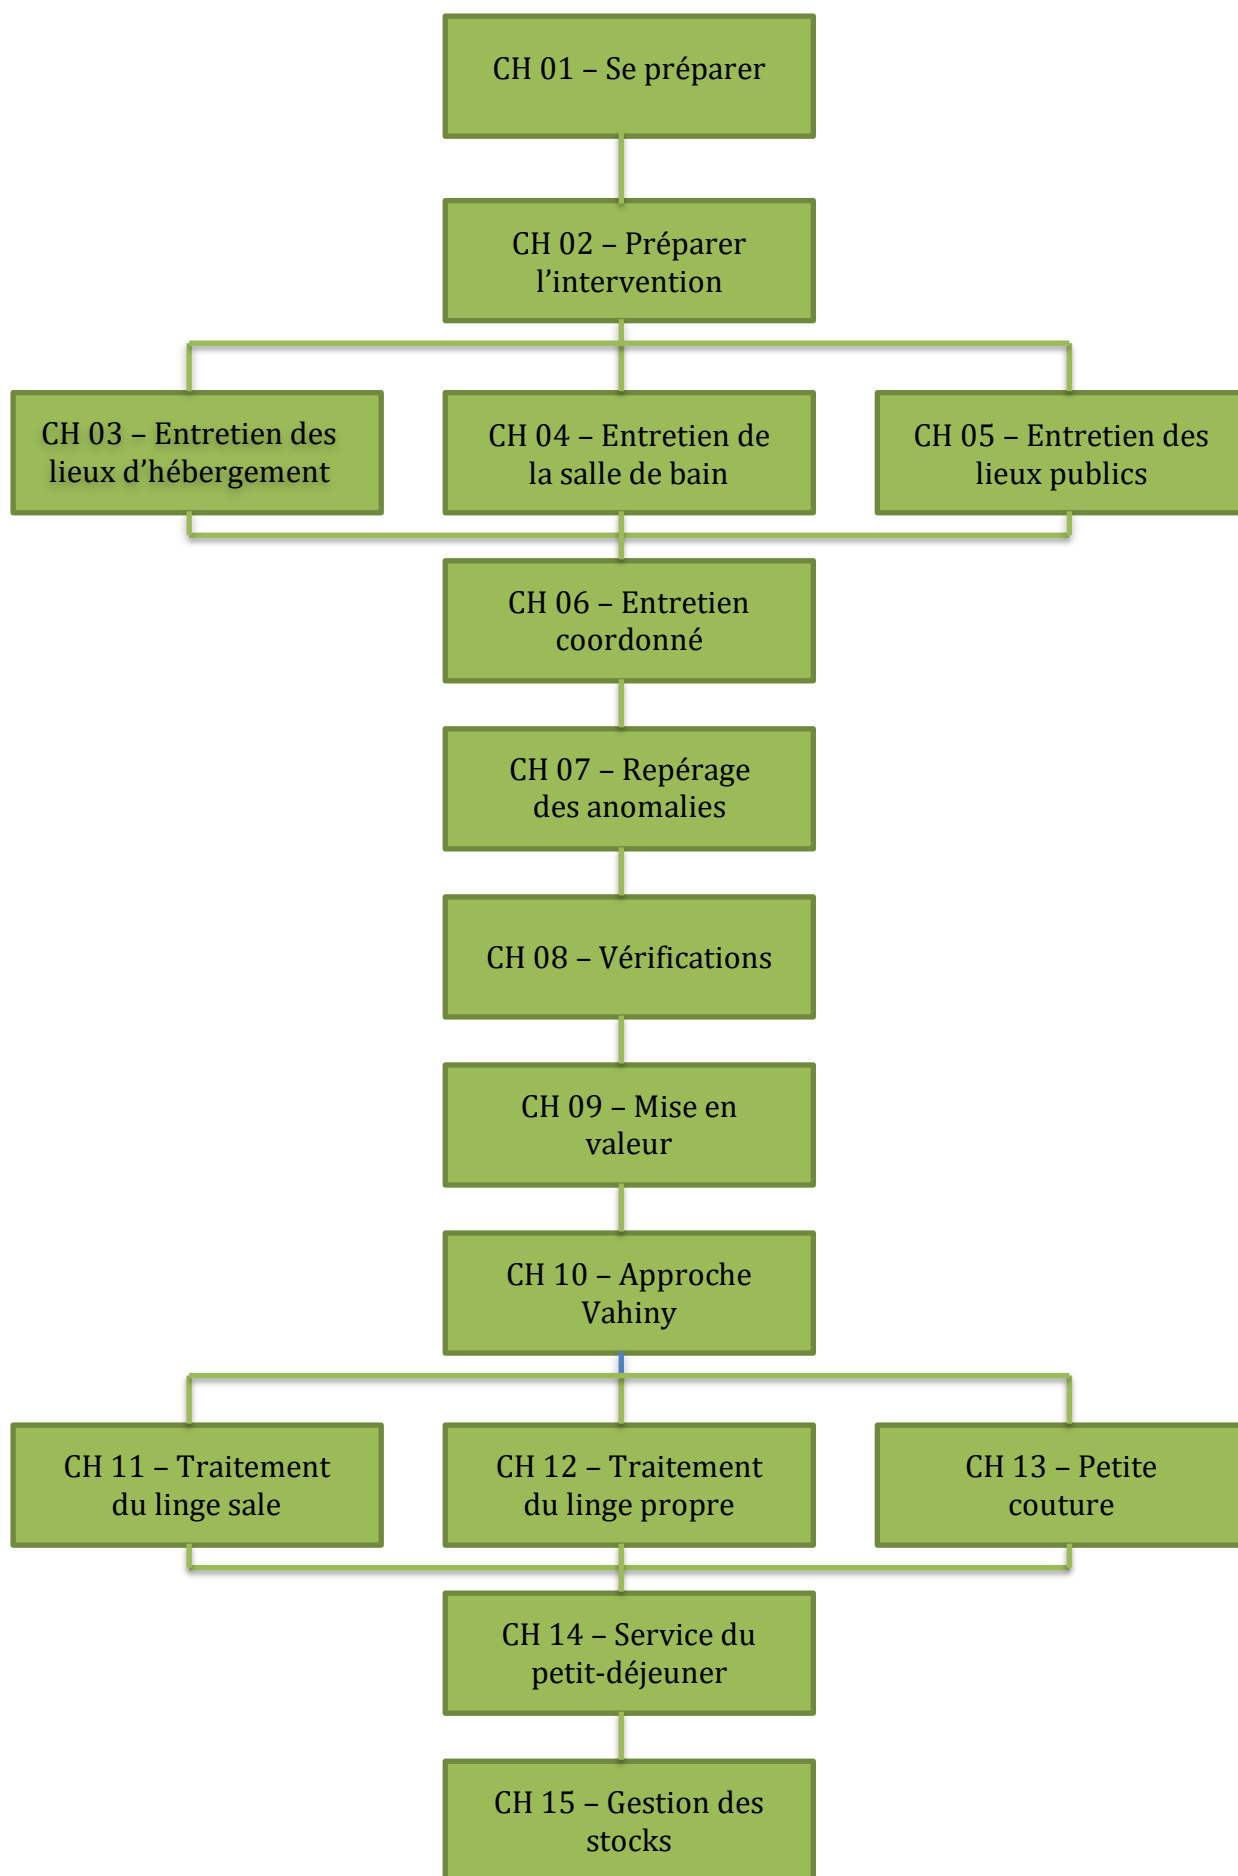 CH 01 – Se préparer
CH 02 – Préparer
l’intervention
CH 03 – Entretien des
lieux d’hébergement
CH 04 – Entretien de
la salle de bain
CH 05 – Entretien des
lieux publics
CH 06 – Entretien
coordonné
CH 07 – Repérage
des anomalies
CH 08 – Vérifications
CH 09 – Mise en
valeur
CH 10 – Approche
Vahiny
CH 11 – Traitement
du linge sale
CH 12 – Traitement
du linge propre
CH 13 – Petite
couture
CH 14 – Service du
petit-déjeuner
CH 15 – Gestion des
stocks